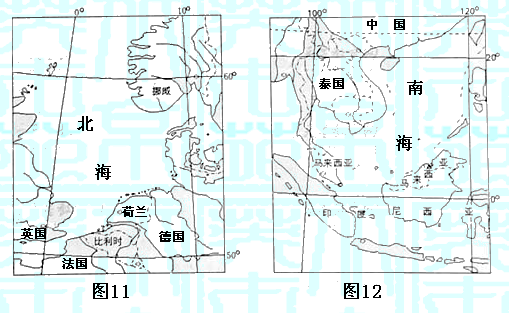 0°
10°
60°
挪威
北
海
荷兰
英国
比利时
德国
法国
50°
图11
100°
中 国
120°
20°
泰国
南
海
马来西亚
马来西亚
0°
印度尼西亚
图12